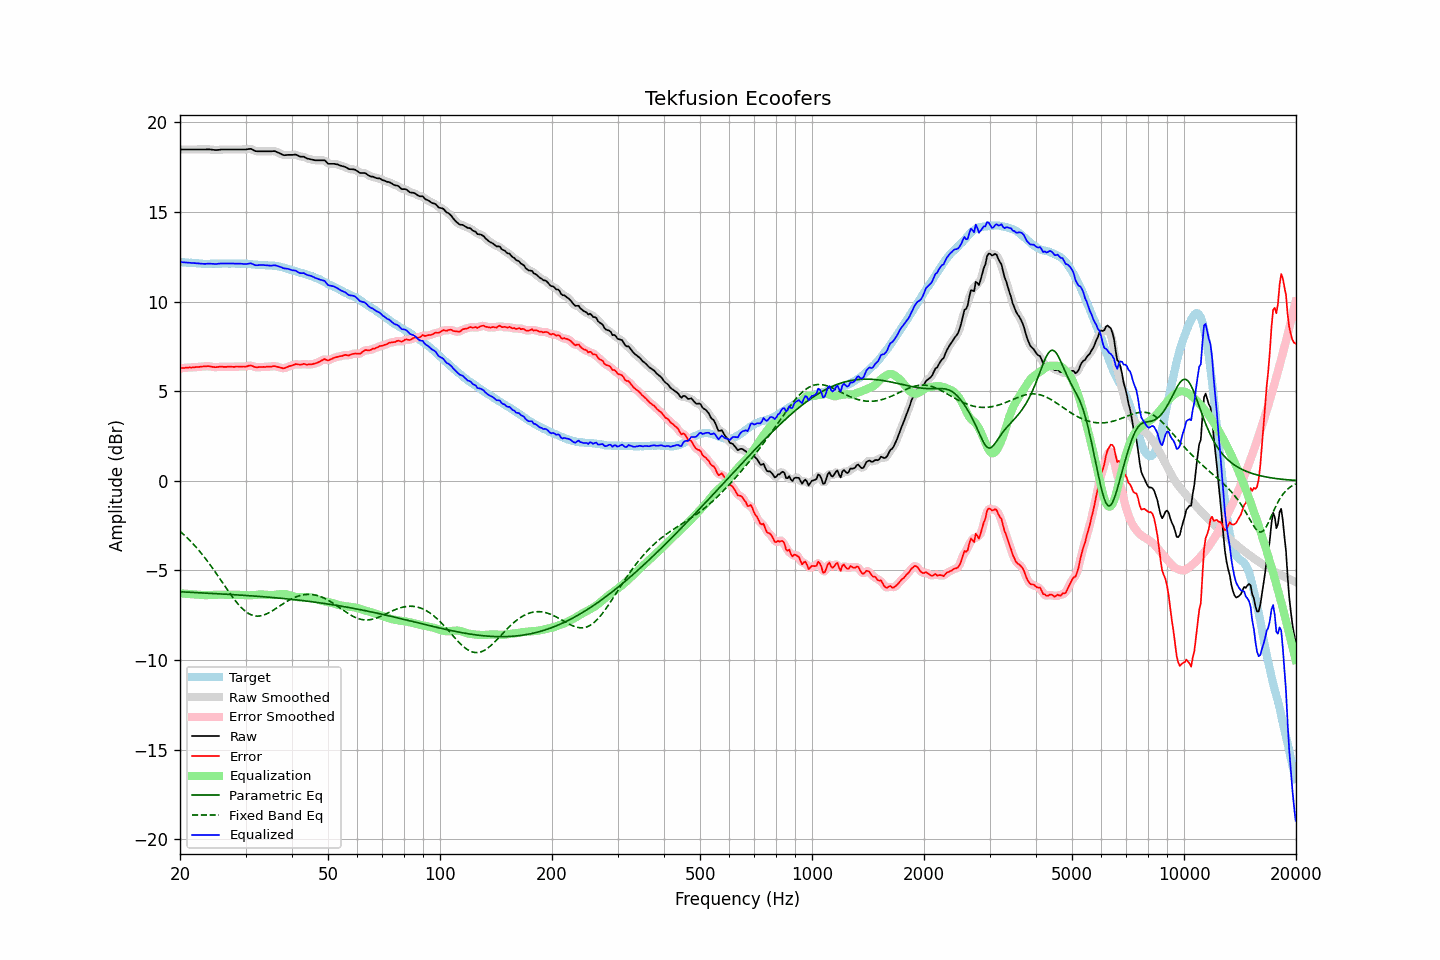 Tekfusion Ecoofers
Amplitude (dBr)
20
15
10
5
0
−5
−10
−15
−20
Target
Raw Smoothed
Error Smoothed
Raw
Error
Equalization
Parametric Eq
Fixed Band Eq
Equalized
20 50 100 200 500 1000 2000 5000 10000 20000
Frequency (Hz)